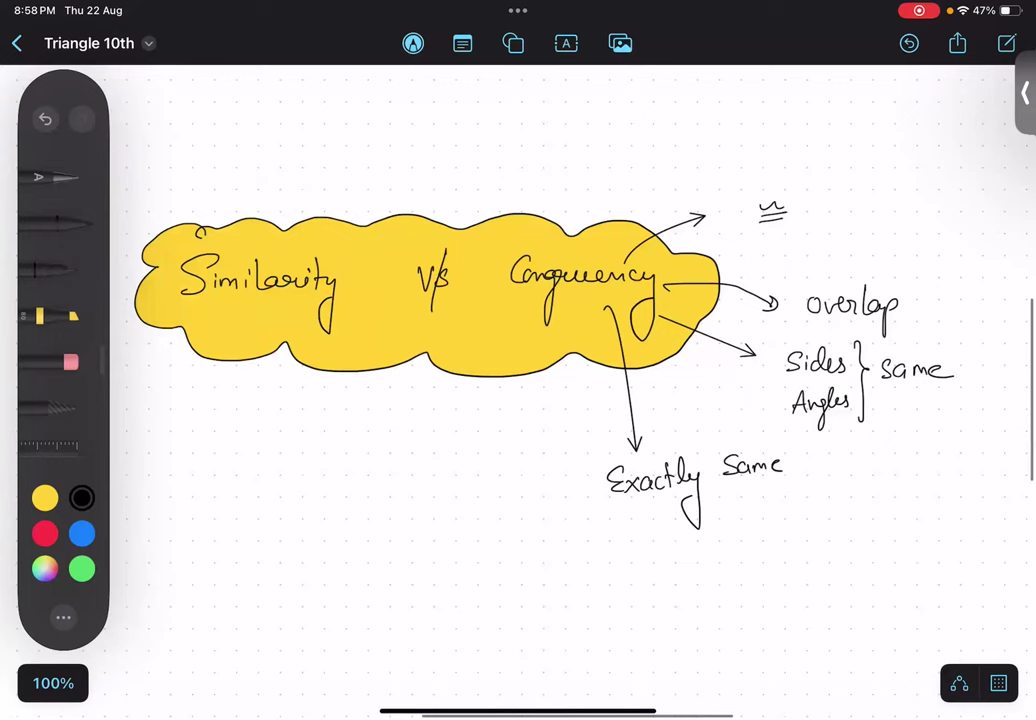 8:58 PM Thu 22 Aug
47%
Triangle 10th
A
A
Similarity v/s Congruency
≅
overlap
Sides
Angles } same
Exactly same
100%